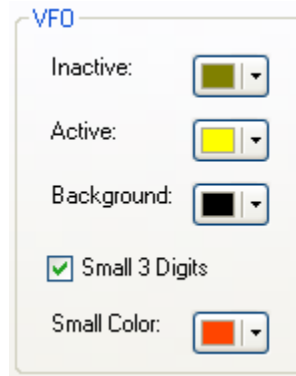 VFO
Inactive:
Active:
Background:
Small 3 Digits
Small Color: